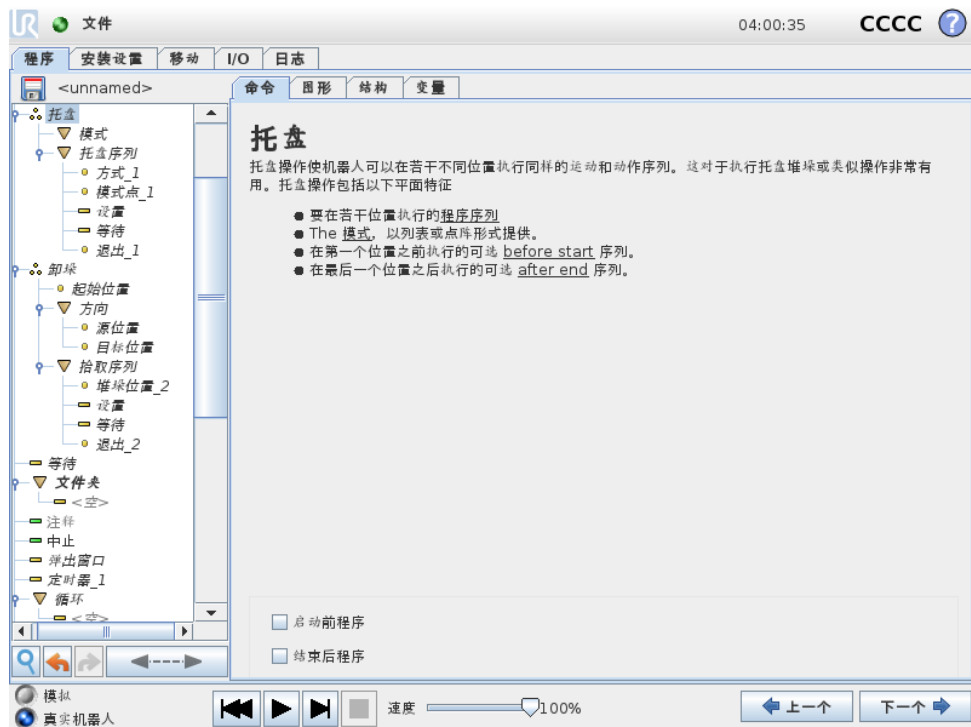 UR 文件 04:00:35 CCCC ?
程序 安装设置 移动 I/O 日志
<unnamed>
命令 图形 结构 变量
托盘
模式
托盘序列
方式_1
模式点_1
设置
等待
退出_1
卸垛
起始位置
方向
源位置
目标位置
拾取序列
堆垛位置_2
设置
等待
退出_2
等待
文件夹
<空>
注释
中止
弹出窗口
定时器_1
循环
<空>
托盘
托盘操作使机器人可以在若干不同位置执行同样的运动和动作序列。这对于执行托盘堆垛或类似操作非常有
用。托盘操作包括以下平面特征
● 要在若干位置执行的程序序列
● The 模式，以列表或点阵形式提供。
● 在第一个位置之前执行的可选 before start 序列。
● 在最后一个位置之后执行的可选 after end 序列。
启动前程序
结束后程序
模拟
真实机器人
速度 100%
上一个 下一个